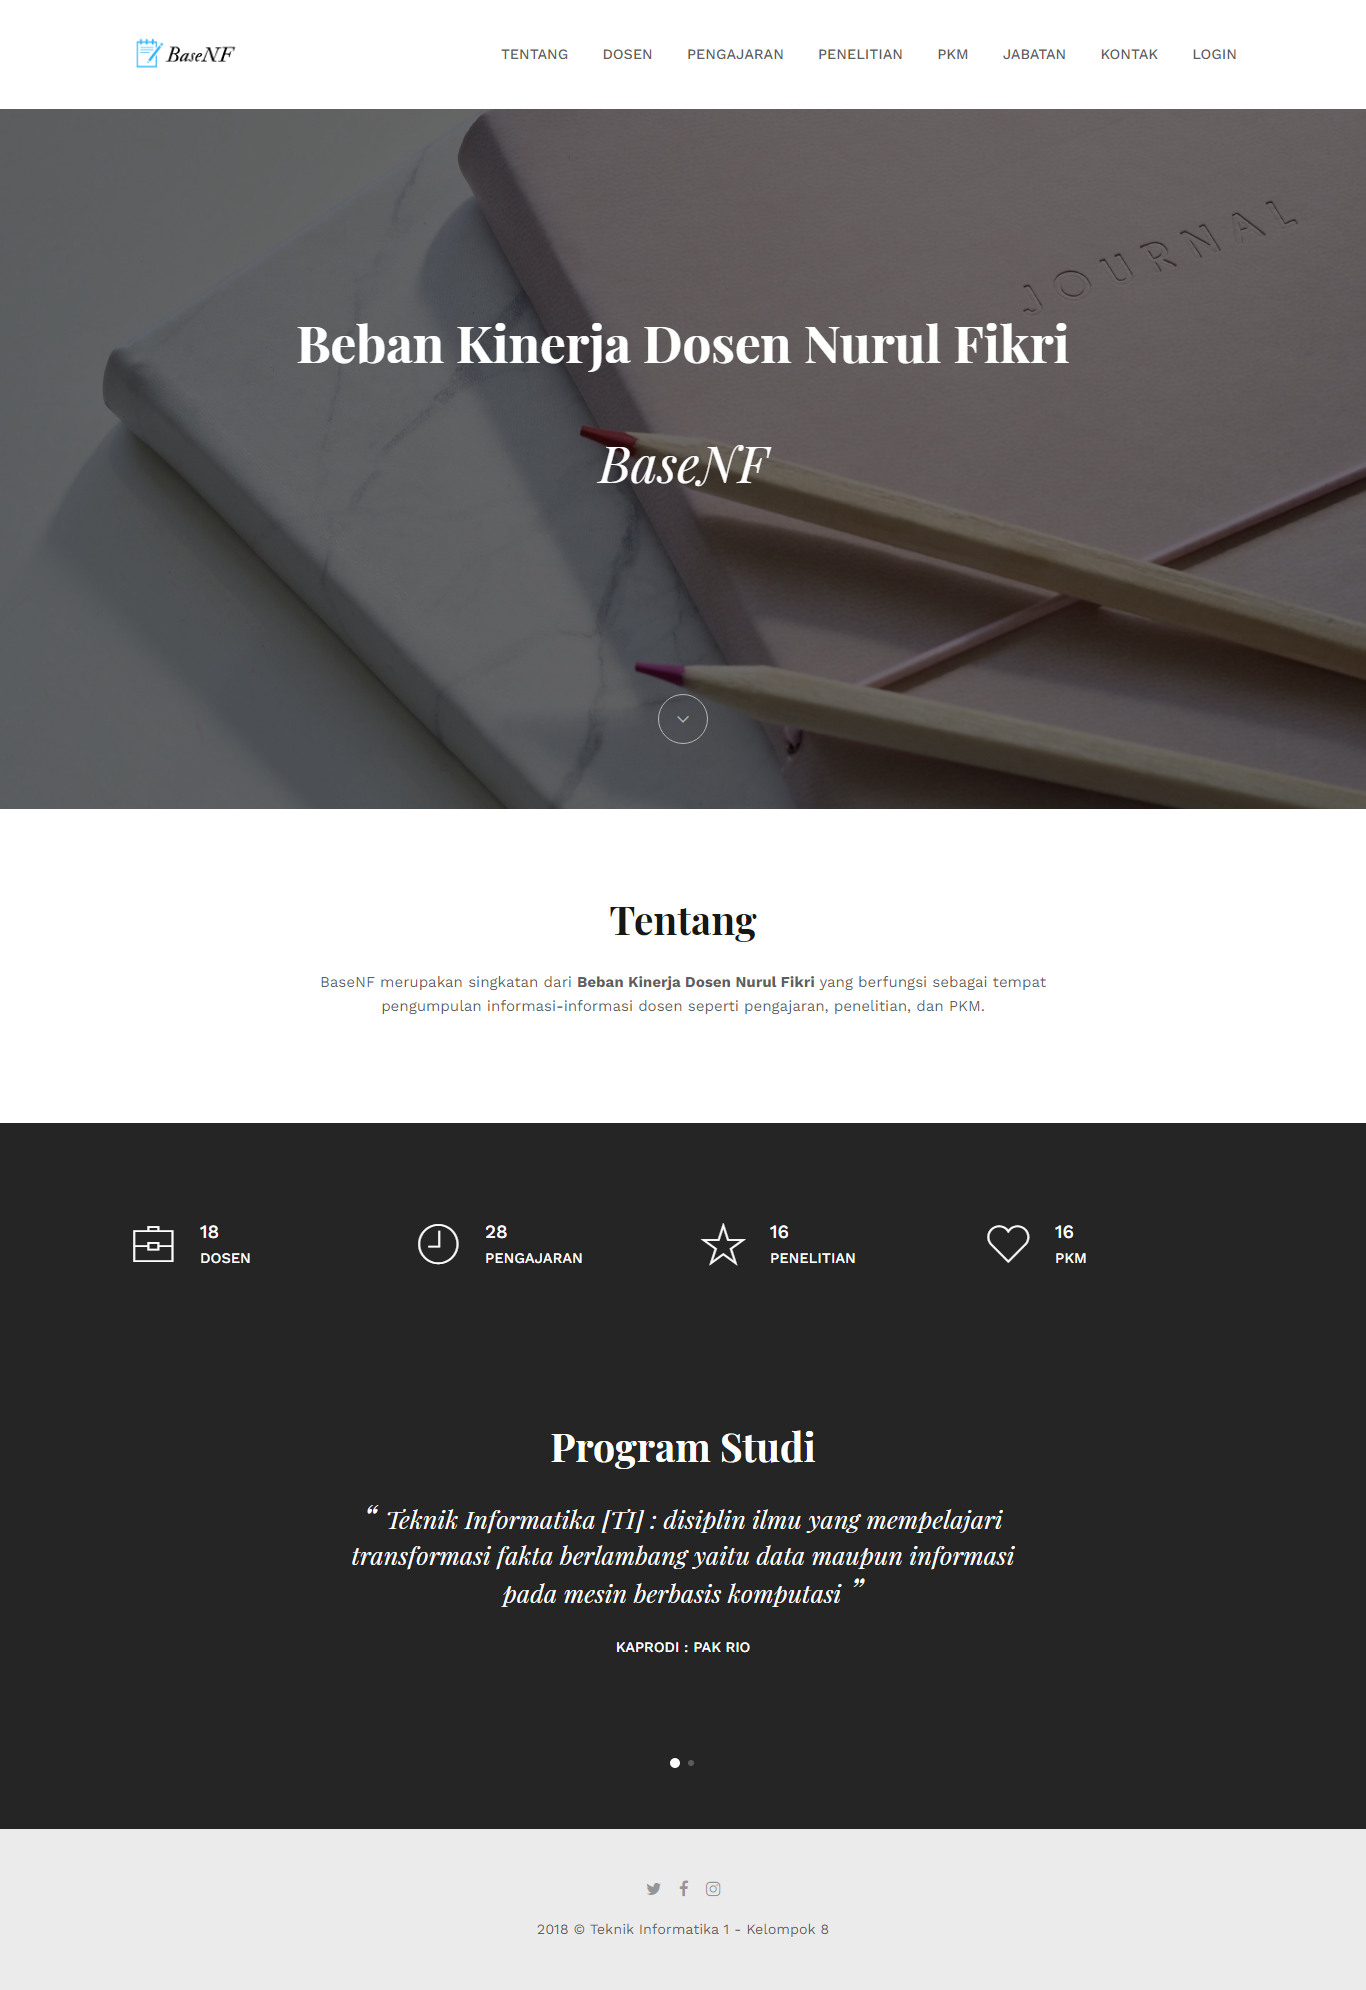 BaseNF
TENTANG DOSEN PENGAJARAN PENELITIAN PKM JABATAN KONTAK LOGIN
JOURNAL
Beban Kinerja Dosen Nurul Fikri
BaseNF
Tentang
BaseNF merupakan singkatan dari Beban Kinerja Dosen Nurul Fikri yang berfungsi sebagai tempat
pengumpulan informasi-informasi dosen seperti pengajaran, penelitian, dan PKM.
18
DOSEN
28
PENGAJARAN
16
PENELITIAN
16
PKM
Program Studi
“ Teknik Informatika [TI] : disiplin ilmu yang mempelajari
transformasi fakta berlambang yaitu data maupun informasi
pada mesin berbasis komputasi ”
KAPRODI : PAK RIO
2018 © Teknik Informatika 1 - Kelompok 8